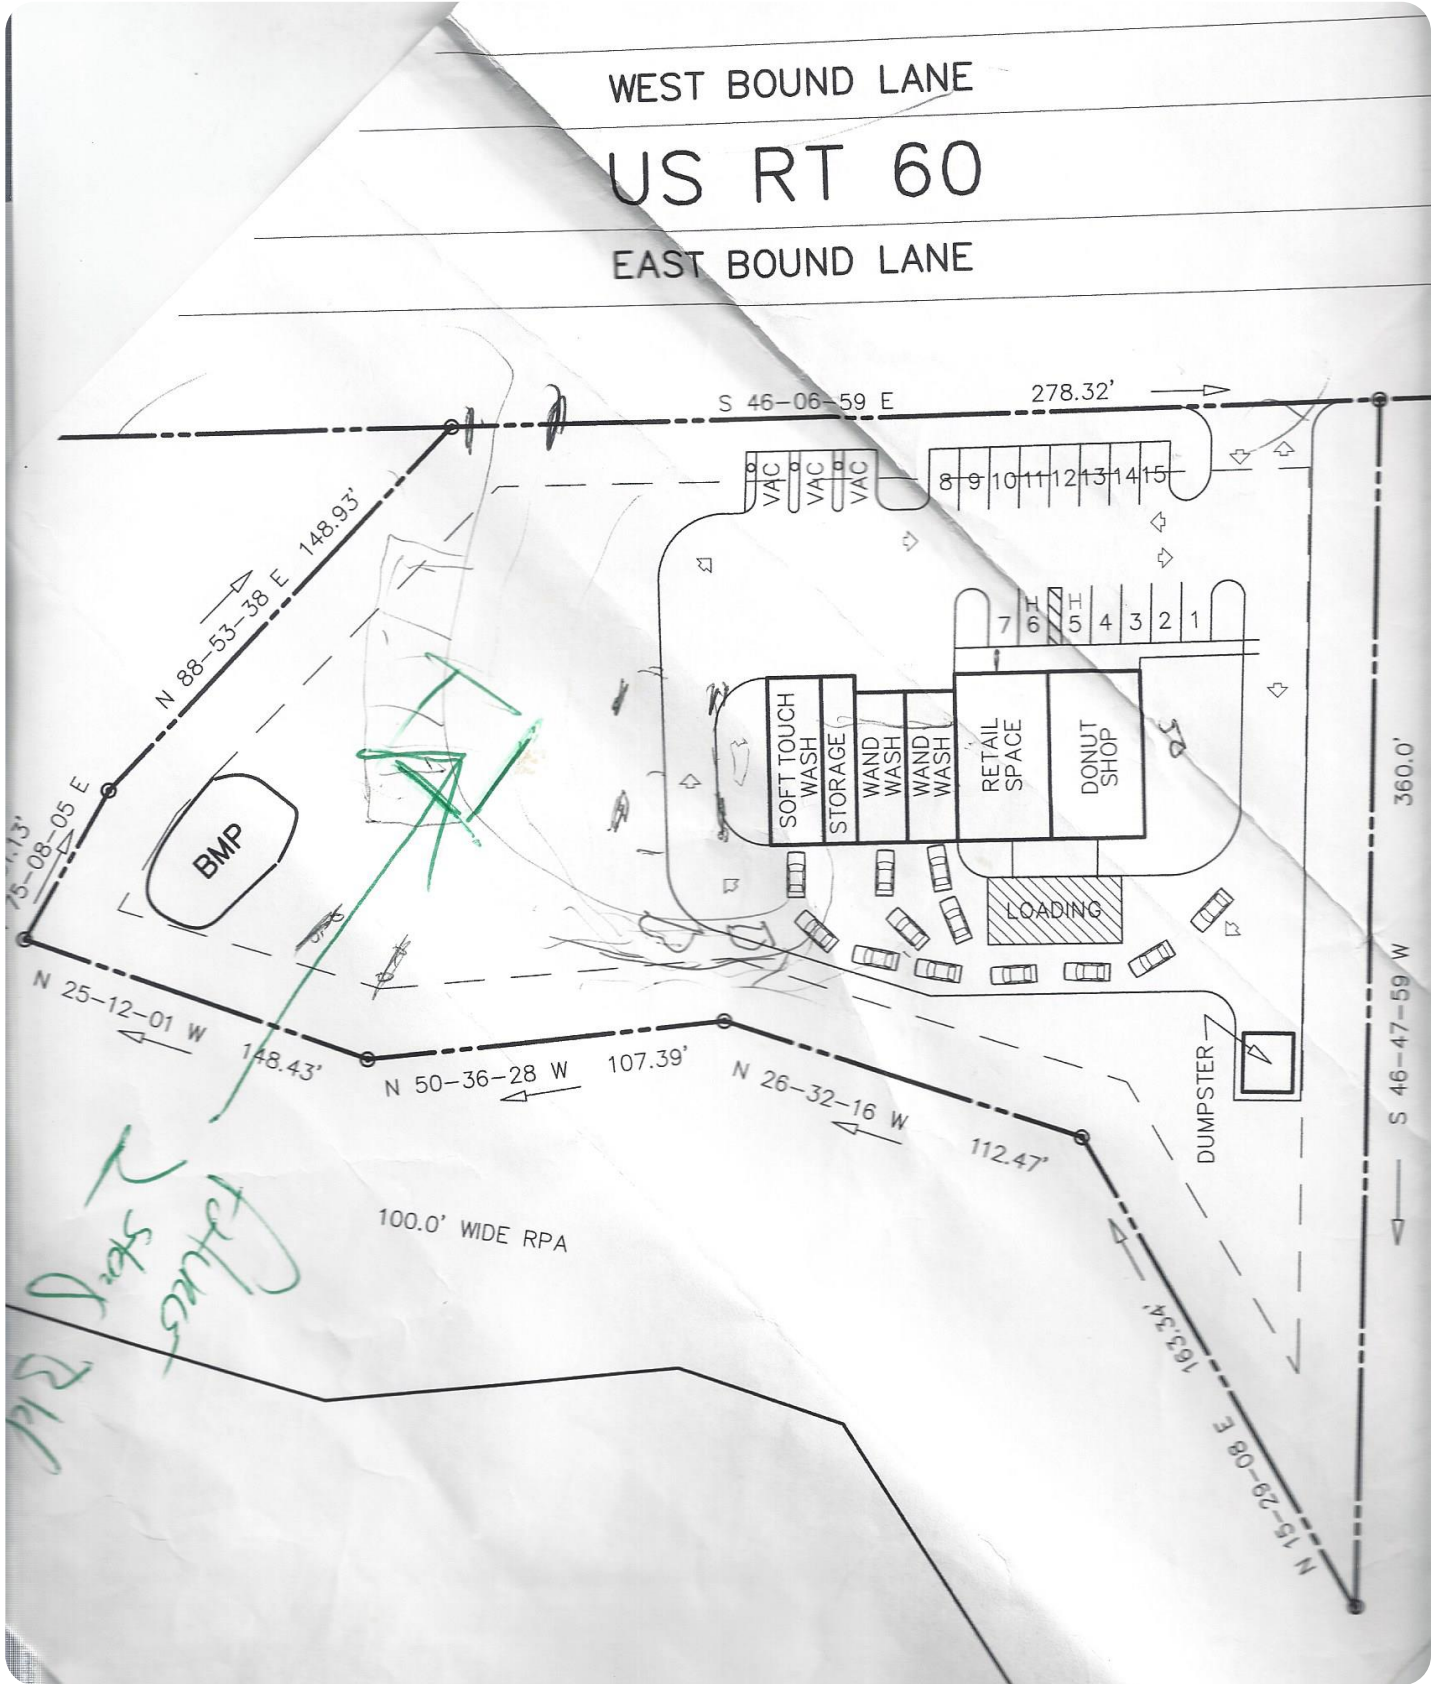 WEST BOUND LANE
US RT 60
EAST BOUND LANE
S 46-06-59 E 278.32'
N 88-53-38 E 148.93'
75-08-05 E
N 25-12-01 W 148.43'
N 50-36-28 W 107.39'
N 26-32-16 W 112.47'
N 15-29-08 E 163.34'
S 46-47-59 W 360.0'
VAC
VAC
VAC
8 9 10 11 12 13 14 15
7 H 6 H 5 4 3 2 1
SOFT TOUCH
WASH
STORAGE
WAND
WASH
WAND
WASH
RETAIL
SPACE
DONUT
SHOP
50
BMP
LOADING
DUMPSTER
100.0' WIDE RPA
Future
2 Story